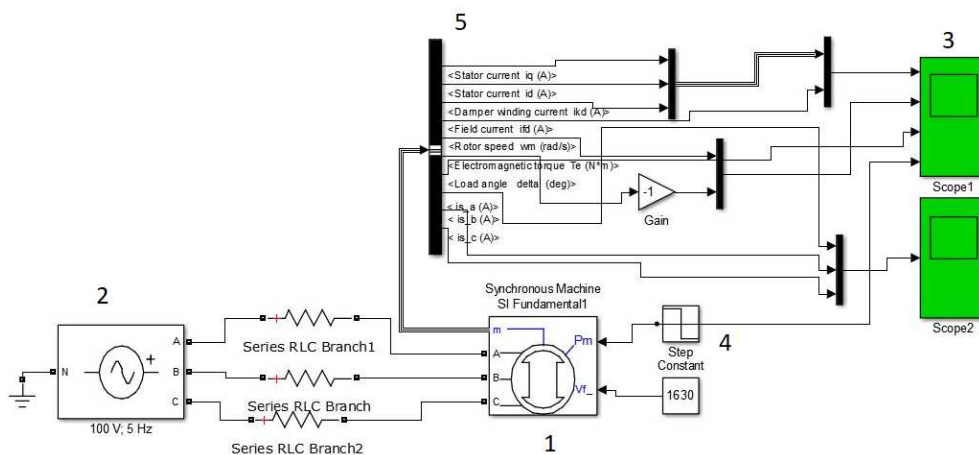 5
3
<Stator current iq (A)>
<Stator current id (A)>
<Damper winding current ikd (A)>
<Field current ifd (A)>
<Rotor speed wm (rad/s)>
<Electromagnetic torque Te (N*m)>
<Load angle delta (deg)>
<is_a (A)>
<is_b (A)>
<is_c (A)>
-1
Gain
Scope1
Scope2
2
N
A
B
C
+
100 V; 5 Hz
+
Series RLC Branch1
+
Series RLC Branch
+
Series RLC Branch2
Synchronous Machine
SI Fundamental1
m
A
B
C
Pm
Vf_
1
Step
Constant
4
1630